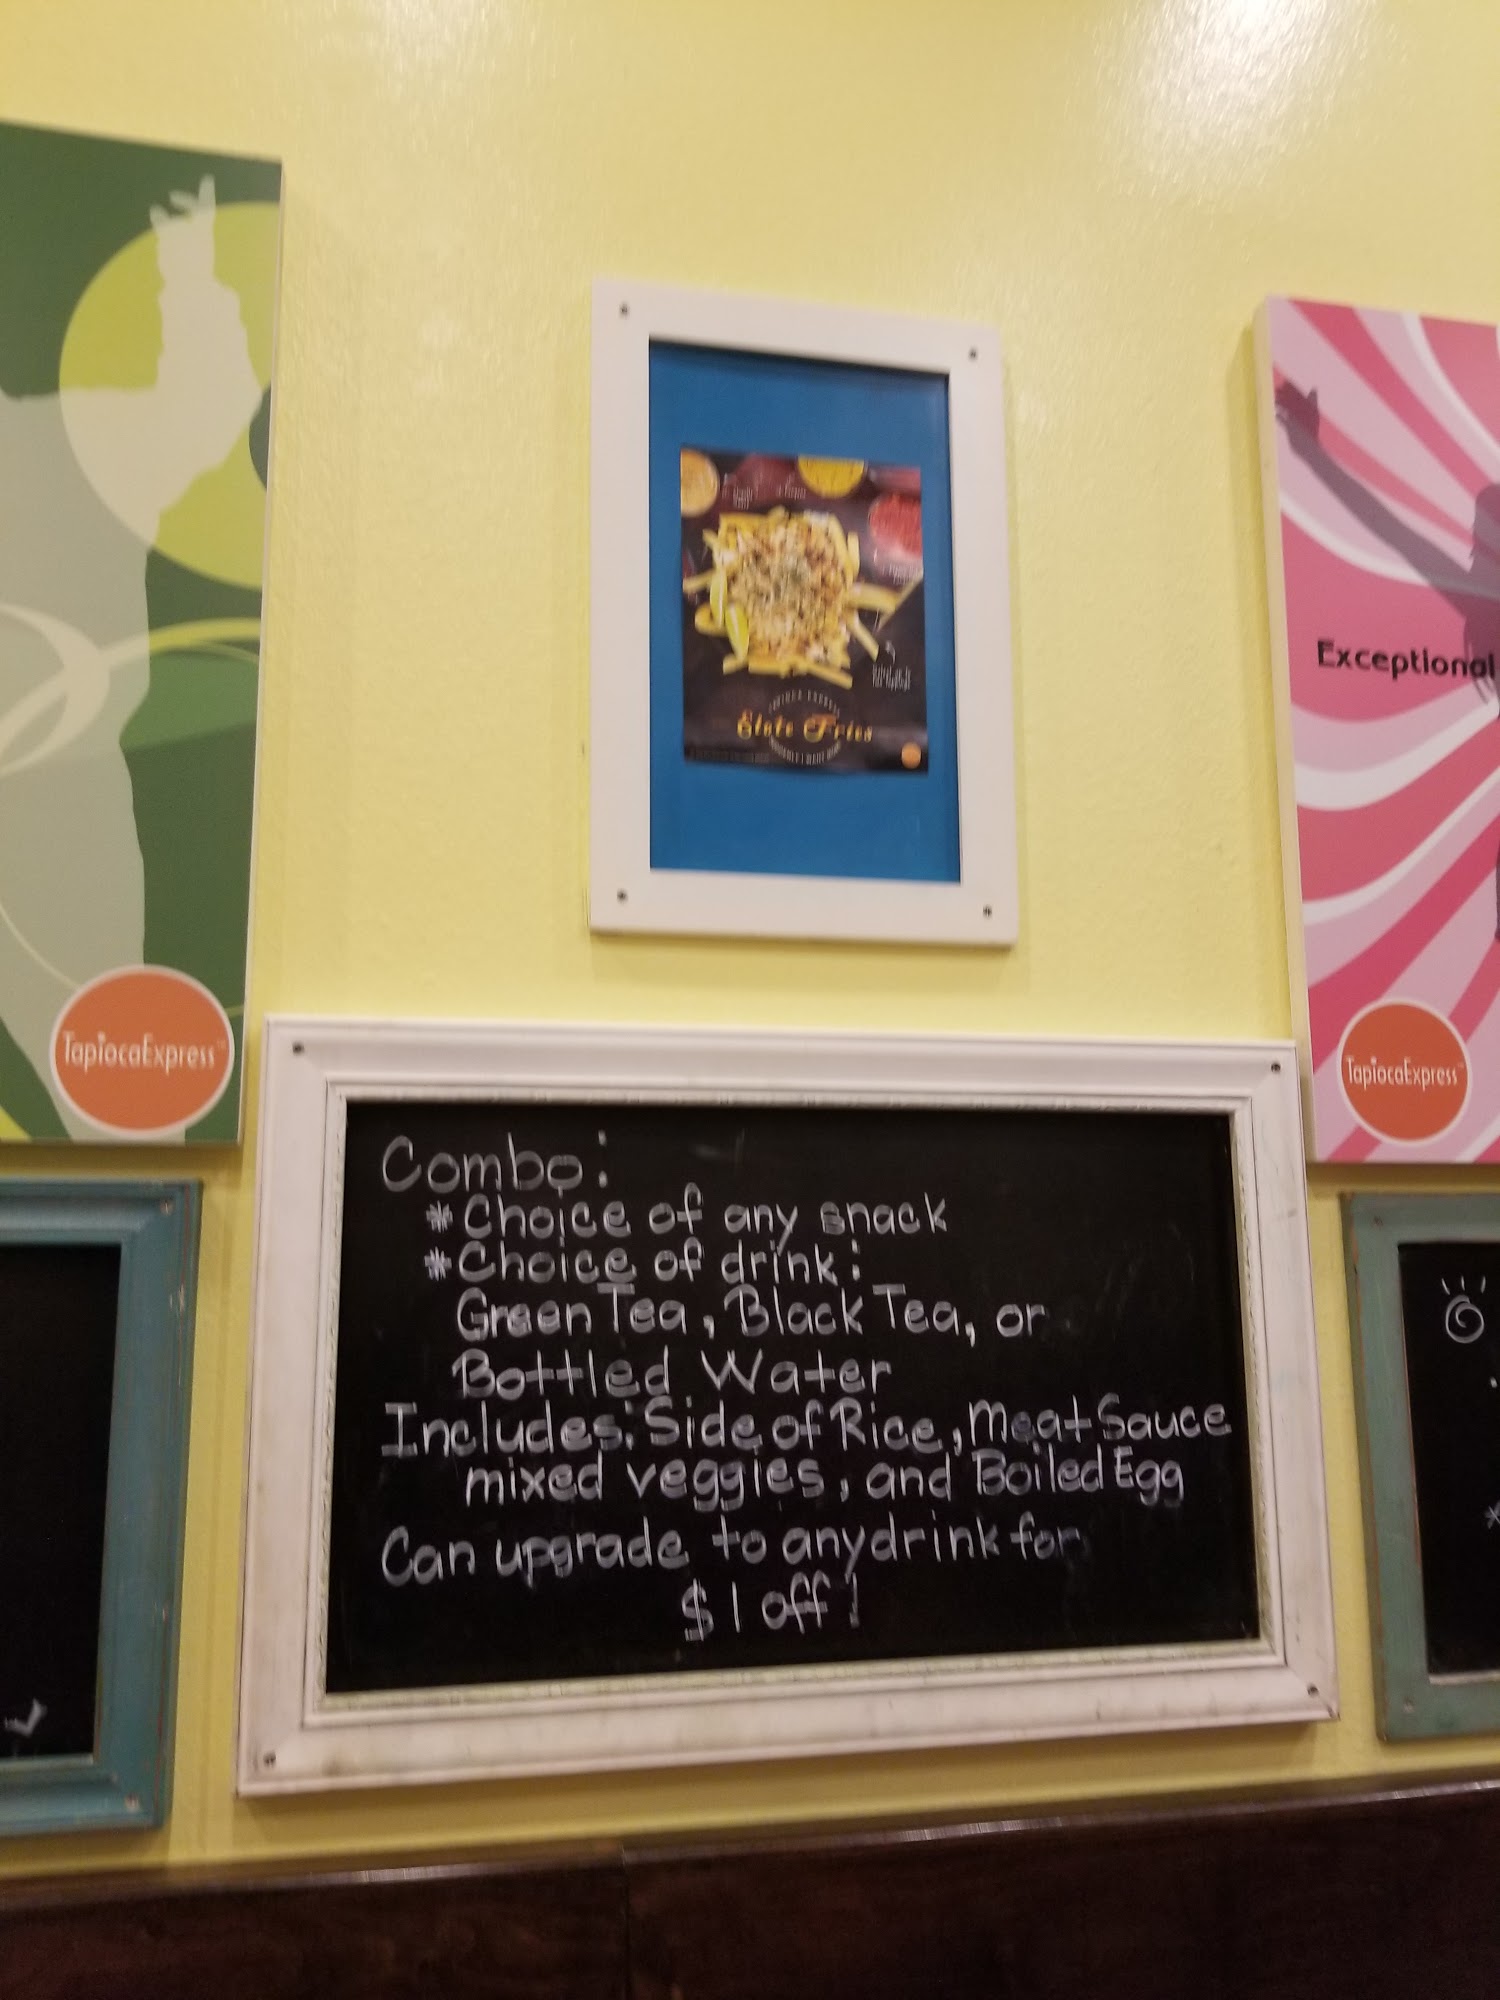 Elote Fries
Exceptional
TapiocaExpress
TapiocaExpress
Combo:
* Choice of any snack
* Choice of drink:
Green Tea, Black Tea, or
Bottled Water
Includes: Side of Rice, Meat Sauce
mixed veggies, and Boiled Egg
Can upgrade to any drink for
$1 off!